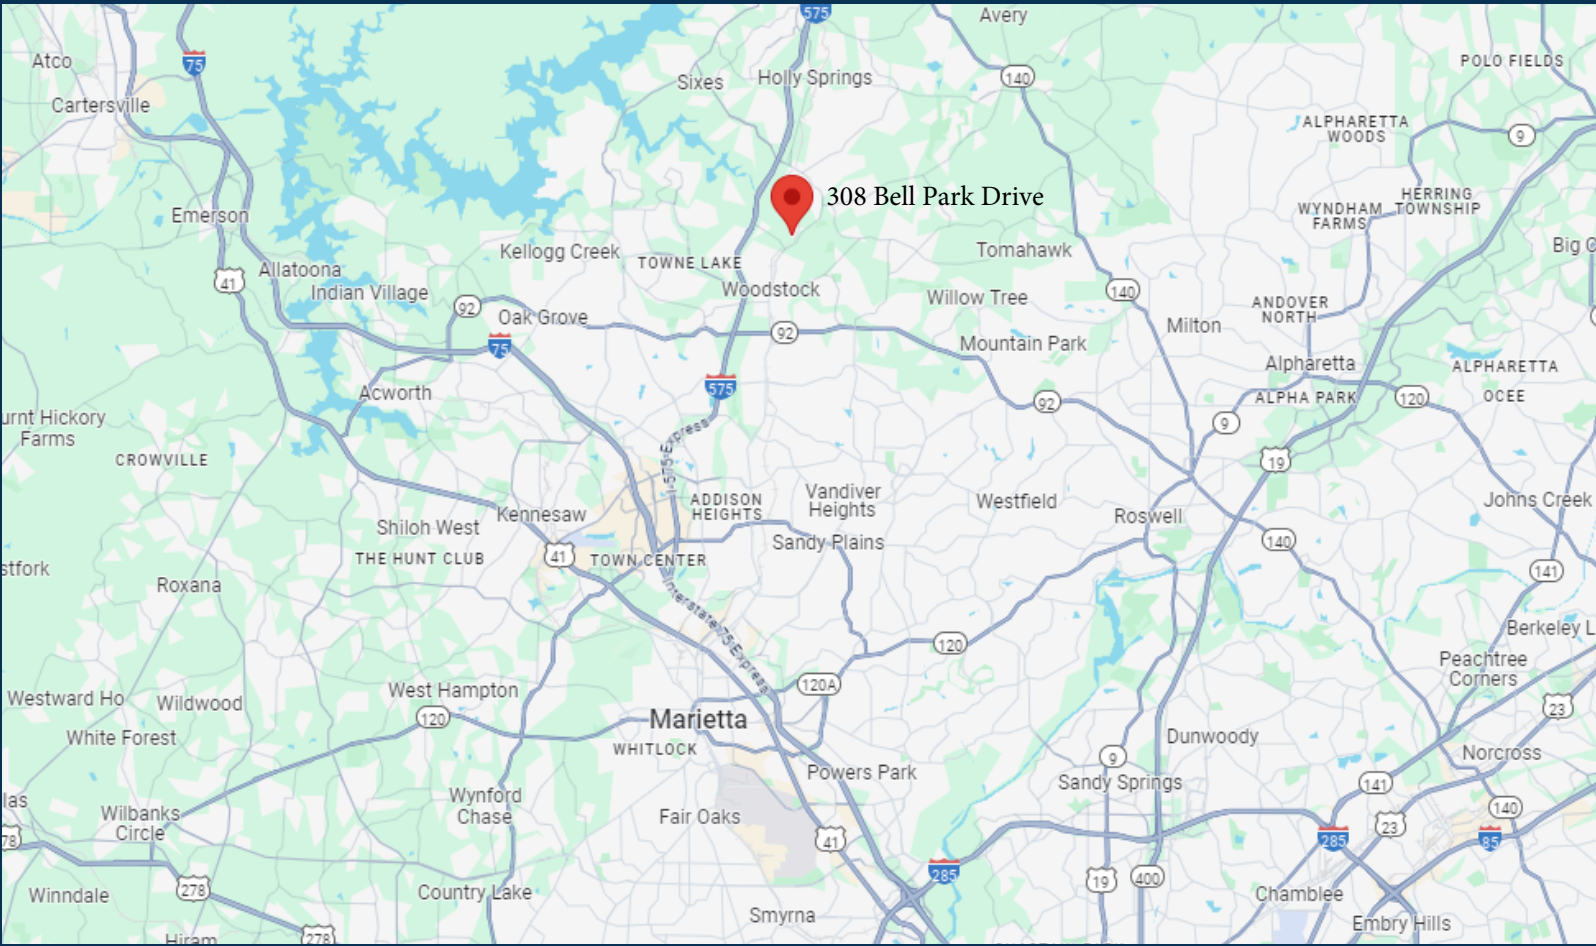 575
Avery
Atco
75
POLO FIELDS
Sixes
Holly Springs
140
Cartersville
ALPHARETTA
WOODS
9
308 Bell Park Drive
HERRING
TOWNSHIP
WYNDHAM
FARMS
Emerson
Kellogg Creek
TOWNE LAKE
Tomahawk
Big C
Allatoona
41
Indian Village
Woodstock
Willow Tree
140
92
Oak Grove
ANDOVER
NORTH
Milton
92
75
Mountain Park
Alpharetta
ALPHARETTA
OCEE
575
Acworth
92
ALPHA PARK
120
urnt Hickory
Farms
9
I-575 Express
CROWVILLE
19
ADDISON
HEIGHTS
Vandiver
Heights
Westfield
Johns Creek
Kennesaw
Shiloh West
Roswell
THE HUNT CLUB
41
TOWN CENTER
Sandy Plains
140
stfork
Roxana
141
Interstate 75 Express
Berkeley L
120
Peachtree
Corners
Westward Ho
Wildwood
West Hampton
120A
120
Marietta
23
White Forest
WHITLOCK
Dunwoody
Norcross
9
Powers Park
Sandy Springs
141
las
Wilbanks
Circle
Wynford
Chase
Fair Oaks
140
23
78
41
285
85
285
278
Winndale
Country Lake
19
400
Chamblee
Smyrna
Embry Hills
Hiram
278